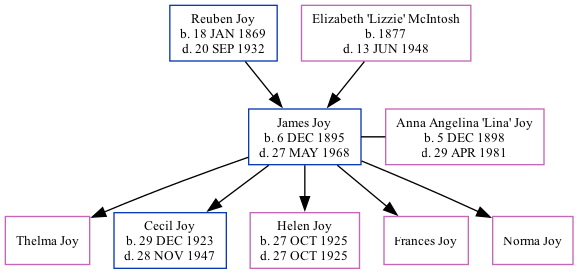 Reuben Joy
b. 18 JAN 1869
d. 20 SEP 1932
Elizabeth 'Lizzie' McIntosh
b. 1877
d. 13 JUN 1948
James Joy
b. 6 DEC 1895
d. 27 MAY 1968
Anna Angelina 'Lina' Joy
b. 5 DEC 1898
d. 29 APR 1981
Thelma Joy
Cecil Joy
b. 29 DEC 1923
d. 28 NOV 1947
Helen Joy
b. 27 OCT 1925
d. 27 OCT 1925
Frances Joy
Norma Joy